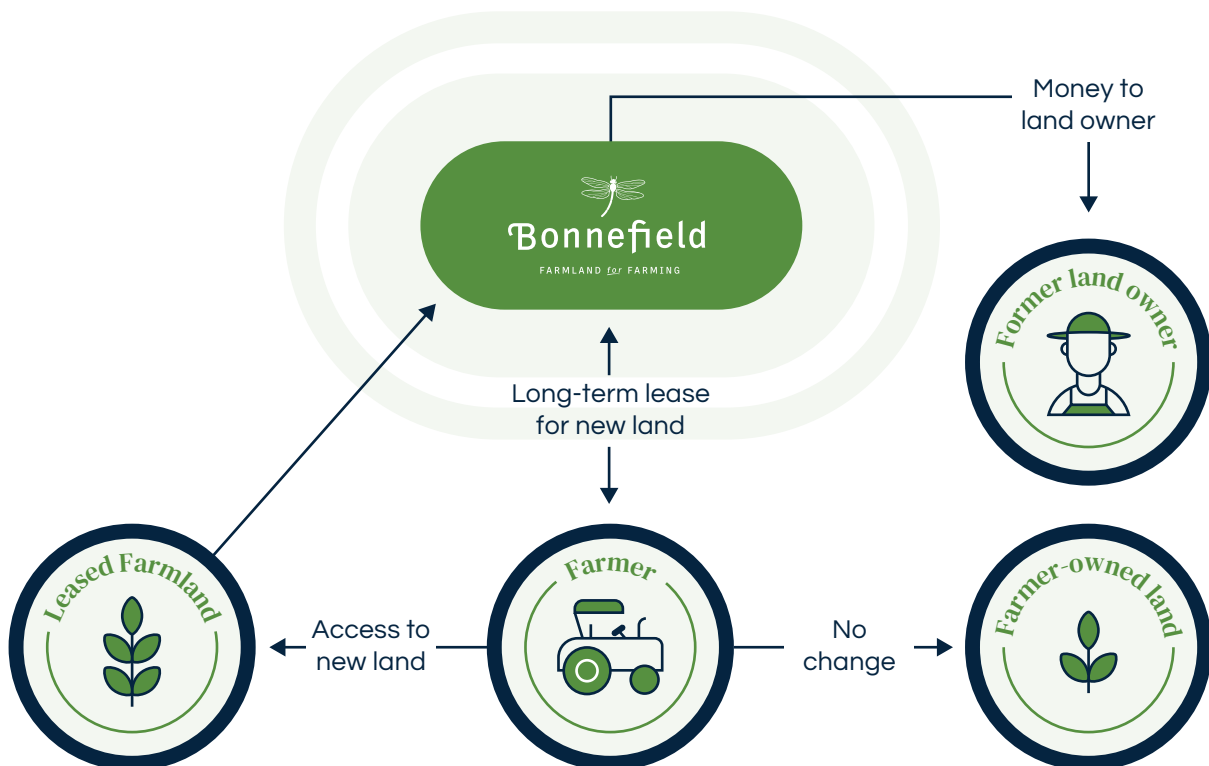 Money to
land owner
Bonnefield
FARMLAND for FARMING
Former land owner
Long-term lease
for new land
Leased Farmland
Farmer
Farmer-owned land
Access to
new land
No
change